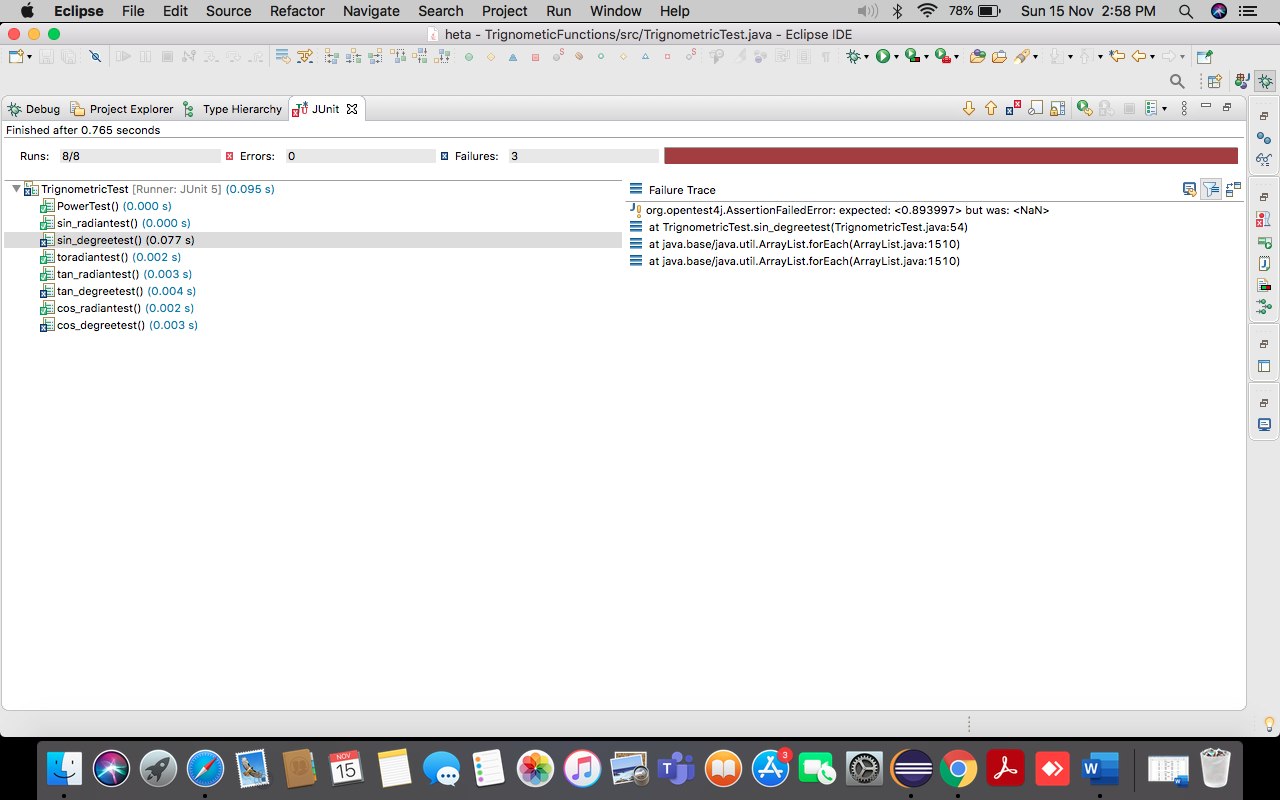 Eclipse File Edit Source Refactor Navigate Search Project Run Window Help 78% Sun 15 Nov 2:58 PM
heta - TrignometicFunctions/src/TrignometricTest.java - Eclipse IDE
Debug Project Explorer Type Hierarchy JUnit
Finished after 0.765 seconds
Runs: 8/8 Errors: 0 Failures: 3
TrignometricTest [Runner: JUnit 5] (0.095 s)
PowerTest() (0.000 s)
sin_radiantest() (0.000 s)
sin_degreetest() (0.077 s)
toradiantest() (0.002 s)
tan_radiantest() (0.003 s)
tan_degreetest() (0.004 s)
cos_radiantest() (0.002 s)
cos_degreetest() (0.003 s)
Failure Trace
org.opentest4j.AssertionFailedError: expected: <0.893997> but was: <NaN>
at TrignometricTest.sin_degreetest(TrignometricTest.java:54)
at java.base/java.util.ArrayList.forEach(ArrayList.java:1510)
at java.base/java.util.ArrayList.forEach(ArrayList.java:1510)
NOV
15
3